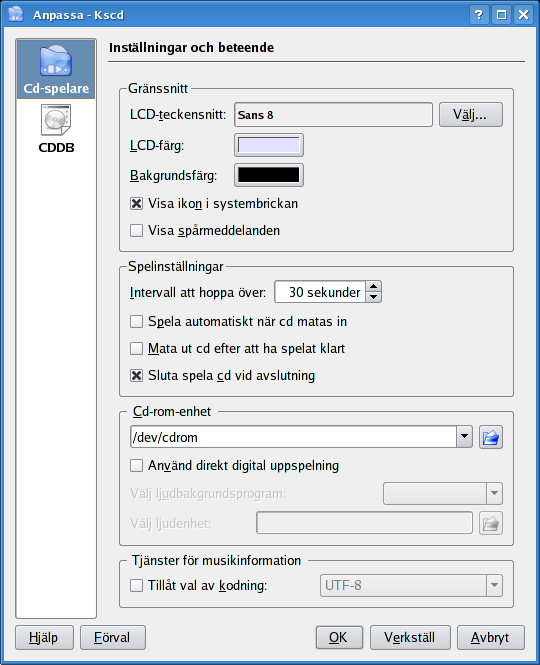 Anpassa - Kscd
Cd-spelare
CDDB
Inställningar och beteende
Gränssnitt
LCD-teckensnitt: Sans 8 Välj...
LCD-färg:
Bakgrundsfärg:
Visa ikon i systembrickan
Visa spårmeddelanden
Spelinställningar
Intervall att hoppa över: 30 sekunder
Spela automatiskt när cd matas in
Mata ut cd efter att ha spelat klart
Sluta spela cd vid avslutning
Cd-rom-enhet
/dev/cdrom
Använd direkt digital uppspelning
Välj ljudbakgrundsprogram:
Välj ljudenhet:
Tjänster för musikinformation
Tillåt val av kodning: UTF-8
Hjälp Förval OK Verkställ Avbryt